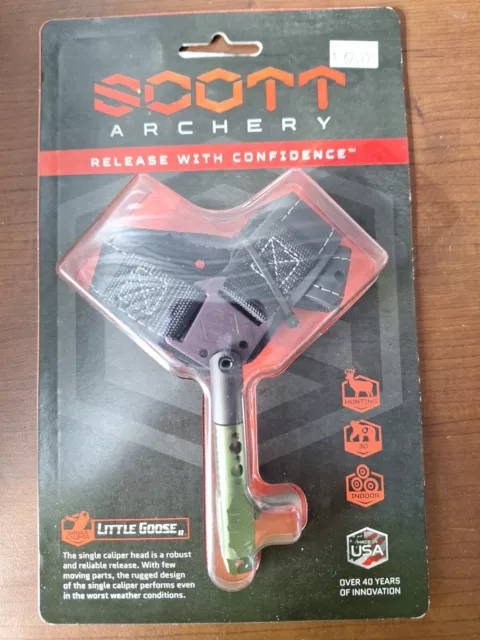 SCOTT
ARCHERY
RELEASE WITH CONFIDENCE™
HUNTING
3D
INDOOR
LITTLE GOOSE II
The single caliper head is a robust
and reliable release. With few
moving parts, the rugged design
of the single caliper performs even
in the worst weather conditions.
MADE IN
USA
OVER 40 YEARS
OF INNOVATION